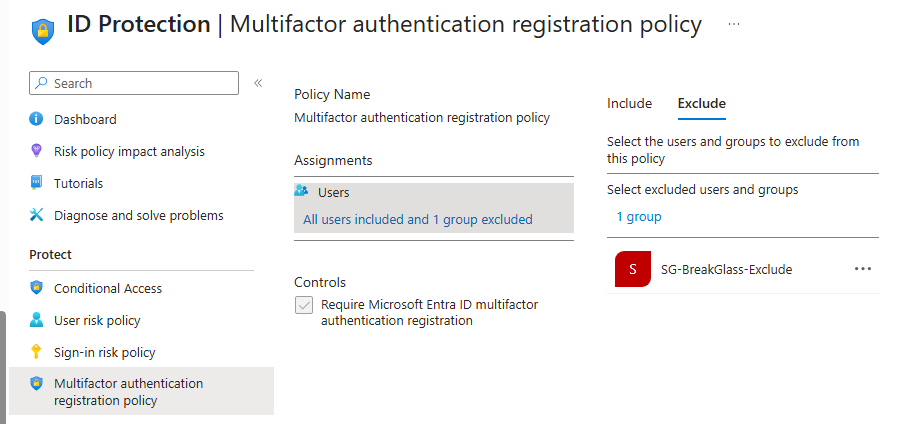 ID Protection | Multifactor authentication registration policy ...
Search
«
Dashboard
Risk policy impact analysis
Tutorials
Diagnose and solve problems
Protect
Conditional Access
User risk policy
Sign-in risk policy
Multifactor authentication
registration policy
Policy Name
Multifactor authentication registration policy
Assignments
Users
All users included and 1 group excluded
Controls
Require Microsoft Entra ID multifactor
authentication registration
Include Exclude
Select the users and groups to exclude from
this policy
Select excluded users and groups
1 group
S SG-BreakGlass-Exclude ...